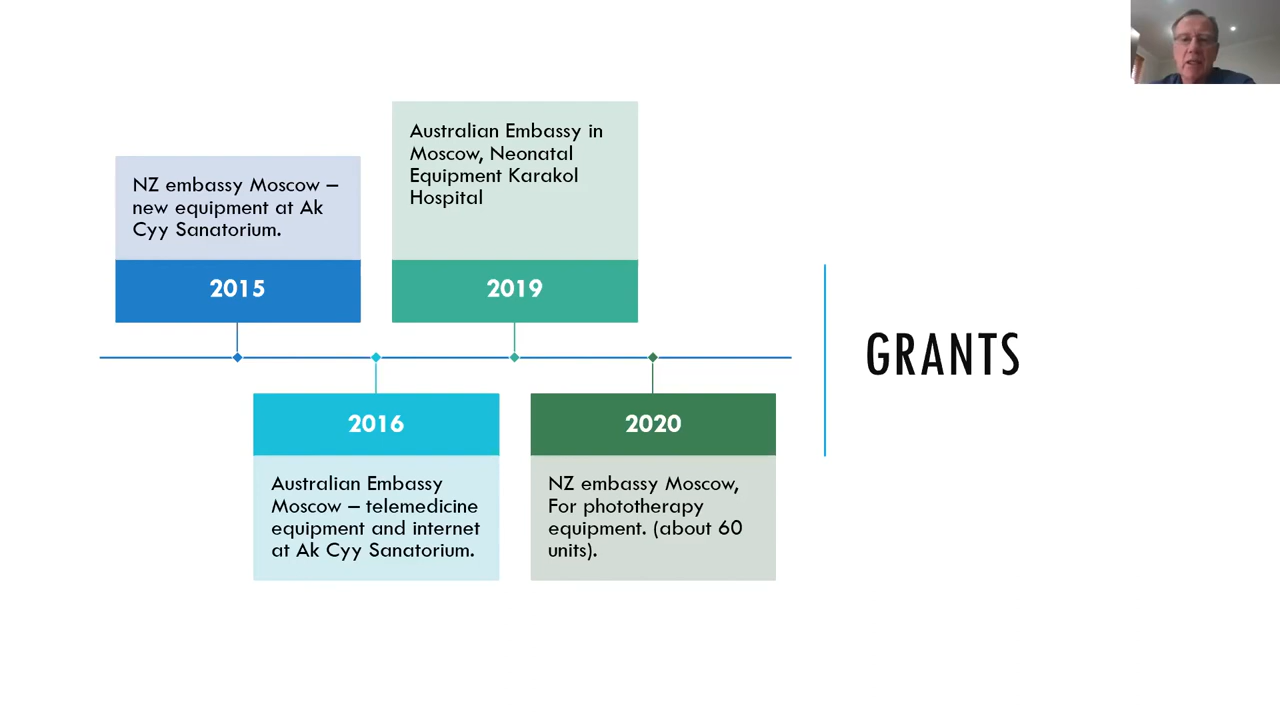 NZ embassy Moscow –
new equipment at Ak
Cyy Sanatorium.
2015
Australian Embassy
Moscow – telemedicine
equipment and internet
at Ak Cyy Sanatorium.
2016
Australian Embassy in
Moscow, Neonatal
Equipment Karakol
Hospital
2019
NZ embassy Moscow,
For phototherapy
equipment. (about 60
units).
2020
GRANTS